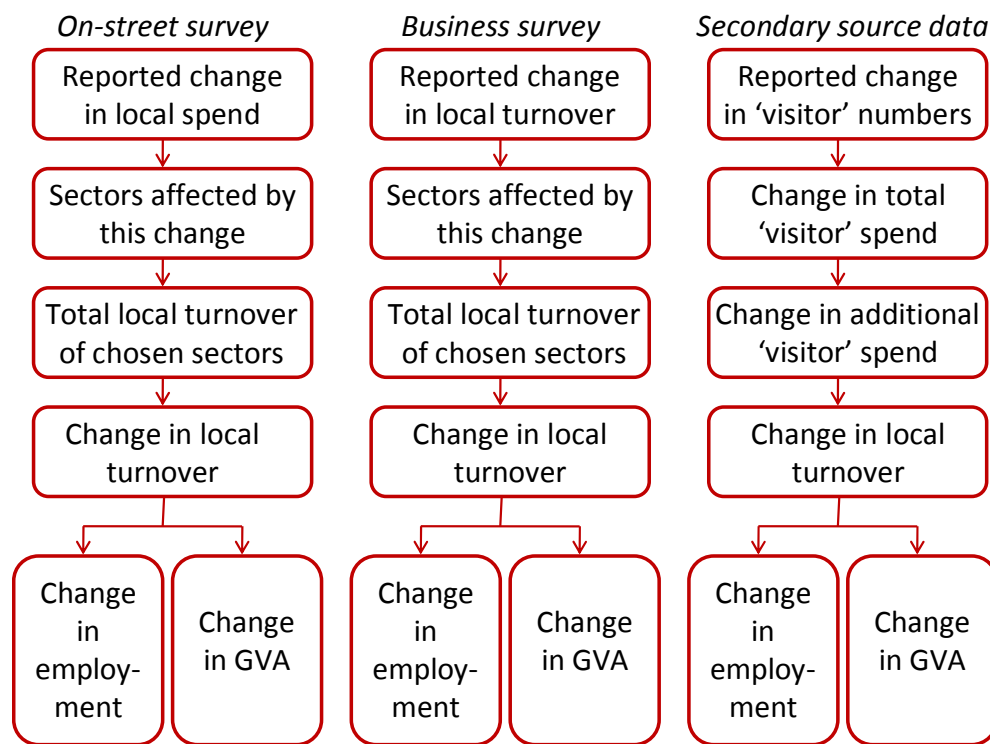 On-street survey
Reported change
in local spend
Sectors affected by
this change
Total local turnover
of chosen sectors
Change in local
turnover
Change
in
employ-
ment
Change
in GVA
Business survey
Reported change
in local turnover
Sectors affected by
this change
Total local turnover
of chosen sectors
Change in local
turnover
Change
in
employ-
ment
Change
in GVA
Secondary source data
Reported change
in ‘visitor’ numbers
Change in total
‘visitor’ spend
Change in additional
‘visitor’ spend
Change in local
turnover
Change
in
employ-
ment
Change
in GVA